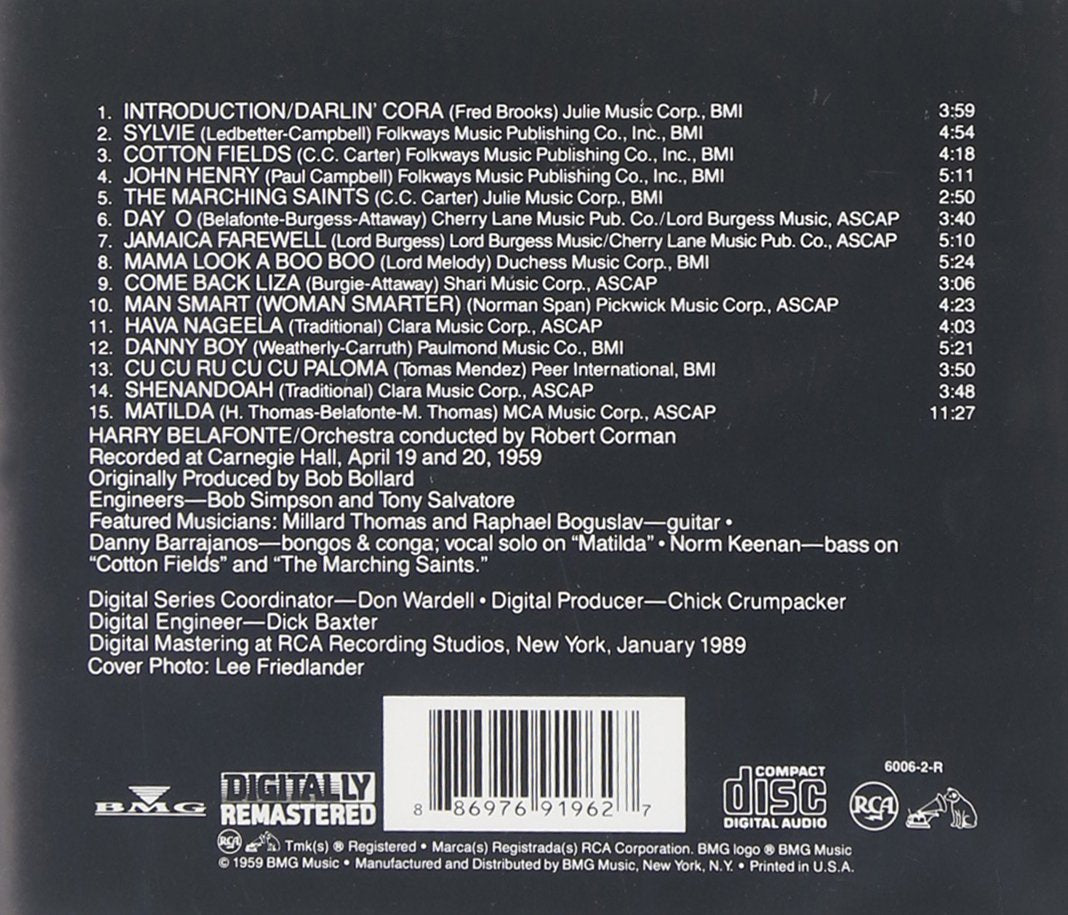 1. INTRODUCTION/DARLIN' CORA (Fred Brooks) Julie Music Corp., BMI 3:59
2. SYLVIE (Ledbetter-Campbell) Folkways Music Publishing Co., Inc., BMI 4:54
3. COTTON FIELDS (C.C. Carter) Folkways Music Publishing Co., Inc., BMI 4:18
4. JOHN HENRY (Paul Campbell) Folkways Music Publishing Co., Inc., BMI 5:11
5. THE MARCHING SAINTS (C.C. Carter) Julie Music Corp., BMI 2:50
6. DAY O (Belafonte-Burgess-Attaway) Cherry Lane Music Pub. Co./Lord Burgess Music, ASCAP 3:40
7. JAMAICA FAREWELL (Lord Burgess) Lord Burgess Music/Cherry Lane Music Pub. Co., ASCAP 5:10
8. MAMA LOOK A BOO BOO (Lord Melody) Duchess Music Corp., BMI 5:24
9. COME BACK LIZA (Burgie-Attaway) Shari Music Corp., ASCAP 3:06
10. MAN SMART (WOMAN SMARTER) (Norman Span) Pickwick Music Corp., ASCAP 4:23
11. HAVA NAGEELA (Traditional) Clara Music Corp., ASCAP 4:03
12. DANNY BOY (Weatherly-Carruth) Paulmond Music Co., BMI 5:21
13. CU CU RU CU CU PALOMA (Tomas Mendez) Peer International, BMI 3:50
14. SHENANDOAH (Traditional) Clara Music Corp., ASCAP 3:48
15. MATILDA (H. Thomas-Belafonte-M. Thomas) MCA Music Corp., ASCAP 11:27
HARRY BELAFONTE/Orchestra conducted by Robert Corman
Recorded at Carnegie Hall, April 19 and 20, 1959
Originally Produced by Bob Bollard
Engineers—Bob Simpson and Tony Salvatore
Featured Musicians: Millard Thomas and Raphael Boguslav—guitar •
Danny Barrajanos—bongos & conga; vocal solo on "Matilda" • Norm Keenan—bass on
"Cotton Fields" and "The Marching Saints."
Digital Series Coordinator—Don Wardell • Digital Producer—Chick Crumpacker
Digital Engineer—Dick Baxter
Digital Mastering at RCA Recording Studios, New York, January 1989
Cover Photo: Lee Friedlander
BMG
DIGITALLY
REMASTERED
8 86976 91962 7
COMPACT
disc
DIGITAL AUDIO
6006-2-R
RCA
RCA Tmk(s) ® Registered • Marca(s) Registrada(s) RCA Corporation. BMG logo ® BMG Music
© 1959 BMG Music • Manufactured and Distributed by BMG Music, New York, N.Y. • Printed in U.S.A.